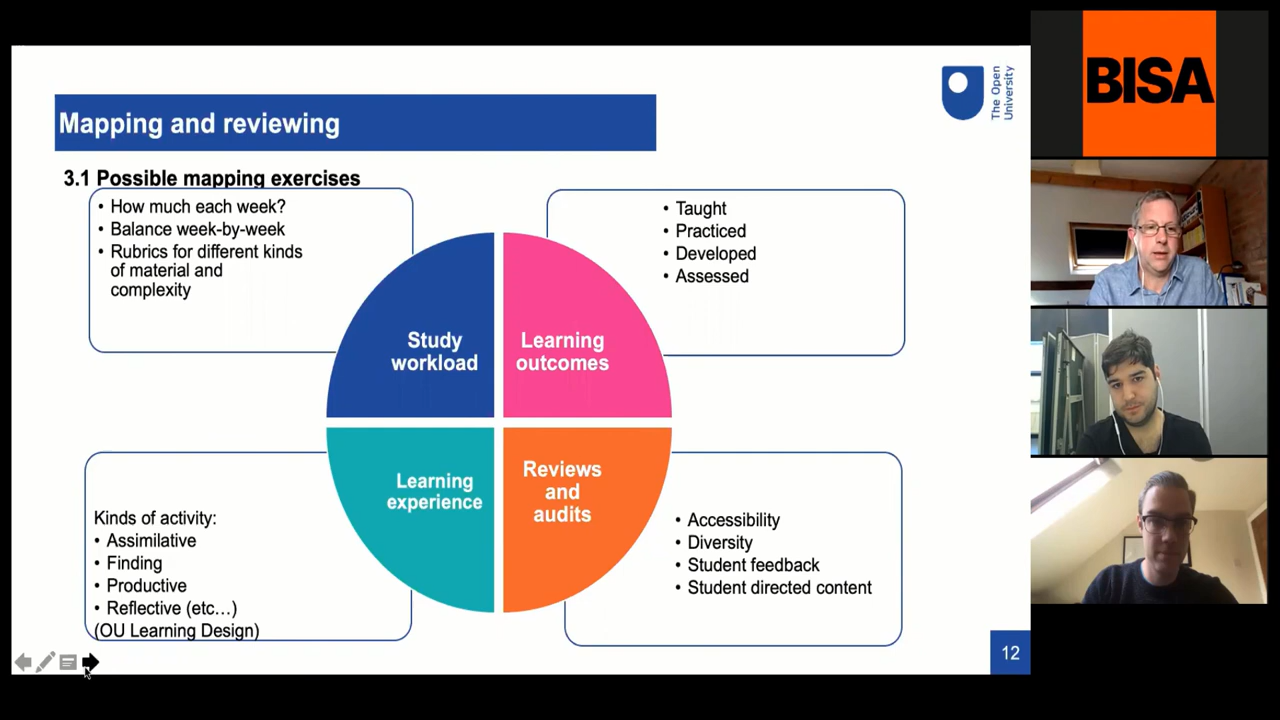 Mapping and reviewing
The Open
University
3.1 Possible mapping exercises
• How much each week?
• Balance week-by-week
• Rubrics for different kinds
of material and
complexity
• Taught
• Practiced
• Developed
• Assessed
Study
workload
Learning
outcomes
Learning
experience
Reviews
and
audits
Kinds of activity:
• Assimilative
• Finding
• Productive
• Reflective (etc...)
(OU Learning Design)
• Accessibility
• Diversity
• Student feedback
• Student directed content
12
BISA